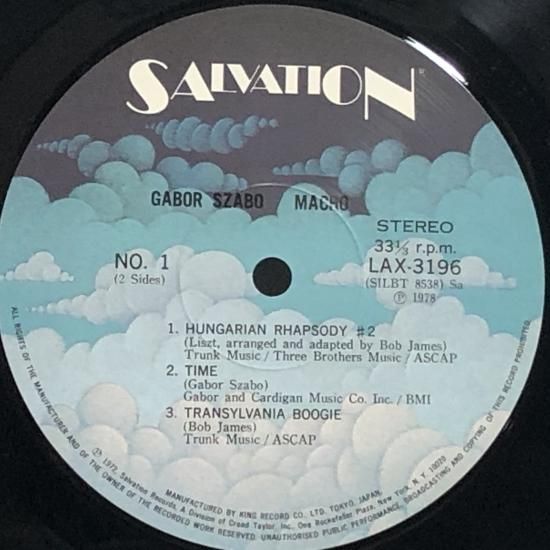 SALVATION
GABOR SZABO MACHO
STEREO
33⅓ r.p.m.
NO. 1
LAX-3196
(2 Sides)
(SILBT 8538) Sa
Ⓟ 1978
1. HUNGARIAN RHAPSODY #2
(Liszt, arranged and adapted by Bob James)
Trunk Music / Three Brothers Music / ASCAP
2. TIME
(Gabor Szabo)
Gabor and Cardigan Music Co. Inc. / BMI
3. TRANSYLVANIA BOOGIE
(Bob James)
Trunk Music / ASCAP
Salvation Records, A Division of Creed Taylor, Inc., One Rockefeller Plaza, New York, N.Y. 10020
MANUFACTURED BY KING RECORD CO. LTD. TOKYO, JAPAN
ALL RIGHTS OF THE MANUFACTURER AND OF THE OWNER OF THE RECORDED WORK RESERVED. UNAUTHORISED PUBLIC PERFORMANCE, BROADCASTING AND COPYING OF THIS RECORD PROHIBITED.